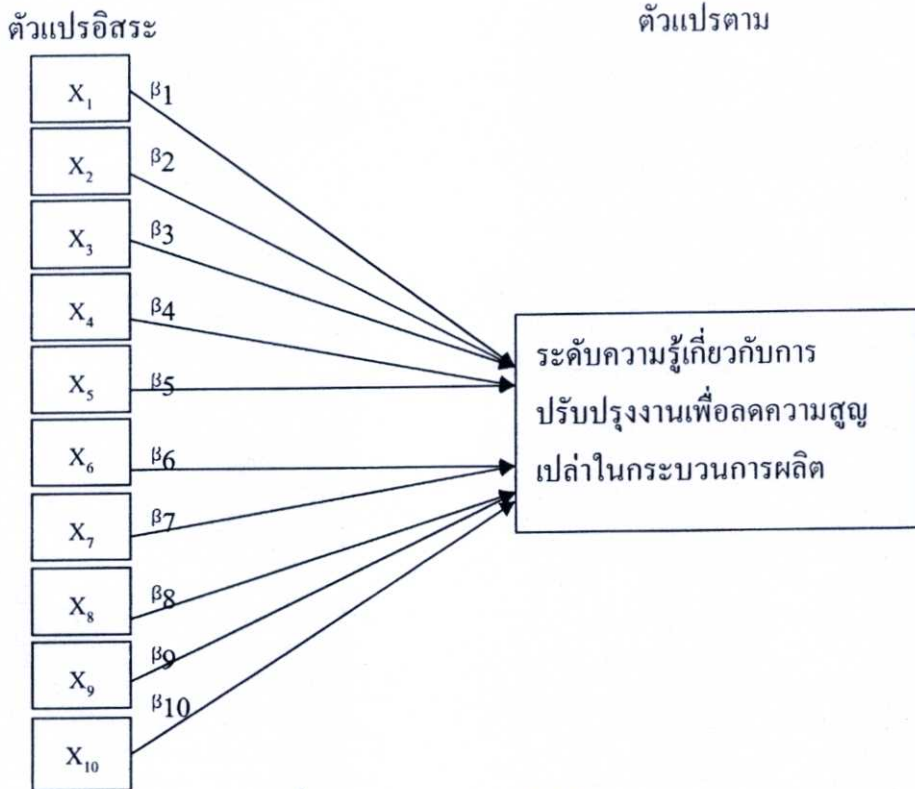 ตัวแปรอิสระ
ตัวแปรตาม
X₁
β1
X₂
β2
X₃
β3
X₄
β4
X₅
β5
X₆
β6
X₇
β7
X₈
β8
X₉
β9
X₁₀
β10
ระดับความรู้เกี่ยวกับการ
ปรับปรุงงานเพื่อลดความสูญ
เปล่าในกระบวนการผลิต